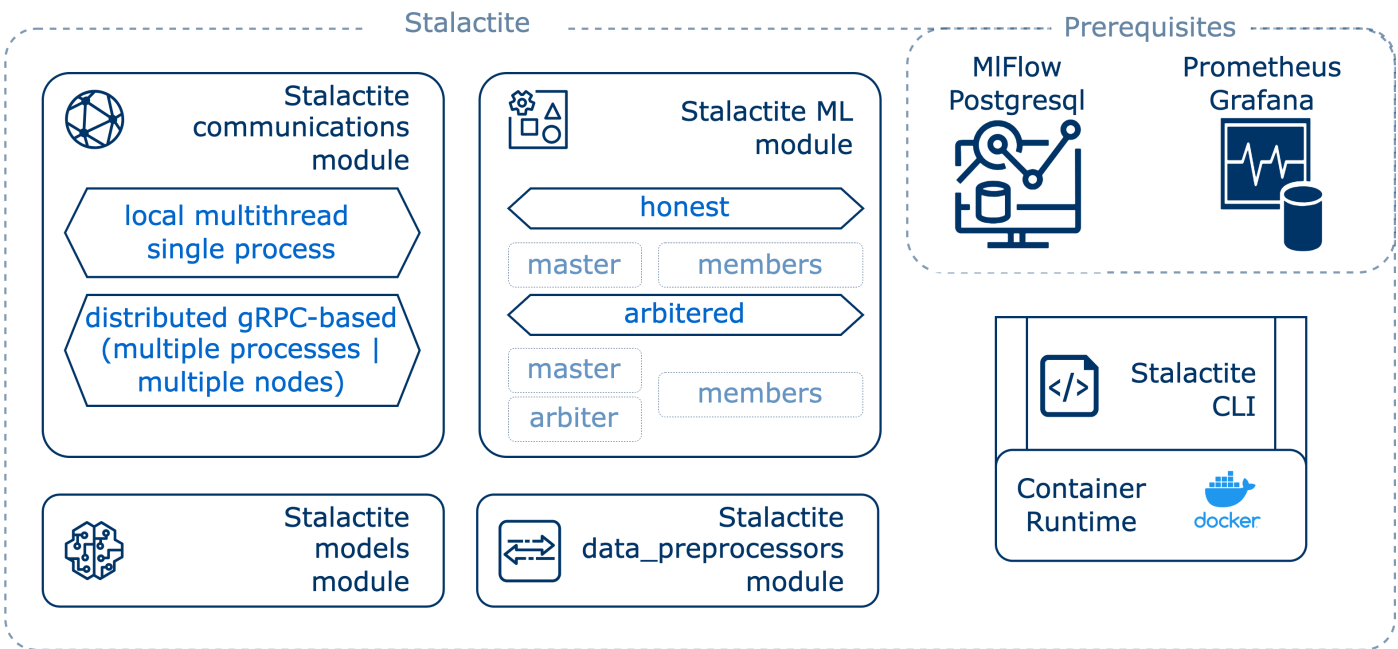 Stalactite
Prerequisites
Stalactite
communications
module
local multithread
single process
distributed gRPC-based
(multiple processes |
multiple nodes)
Stalactite ML
module
honest
master
members
arbitered
master
arbiter
members
MlFlow
Postgresql
Prometheus
Grafana
</>
Stalactite
CLI
Container
Runtime
docker
Stalactite
models
module
Stalactite
data_preprocessors
module